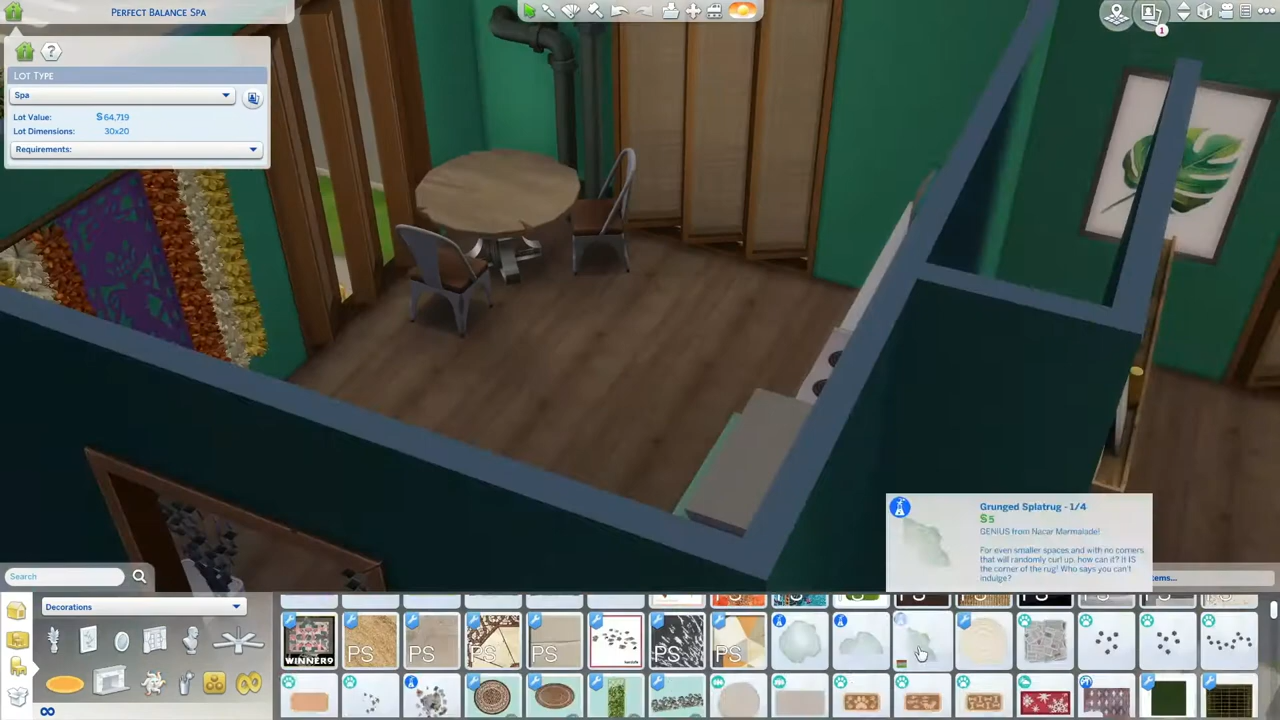 PERFECT BALANCE SPA
1
LOT TYPE
Spa
Lot Value:
§64,719
Lot Dimensions:
30x20
Requirements:
Grunged Splatrug - 1/4
§5
GENIUS from Nacar Marmalade!
For even smaller spaces and with no corners
that will randomly curl up, how can it? It IS
the corner of the rug! Who says you can't
indulge?
Search
Decorations
WINNER9
PS
PS
PS
PS
PS
PS